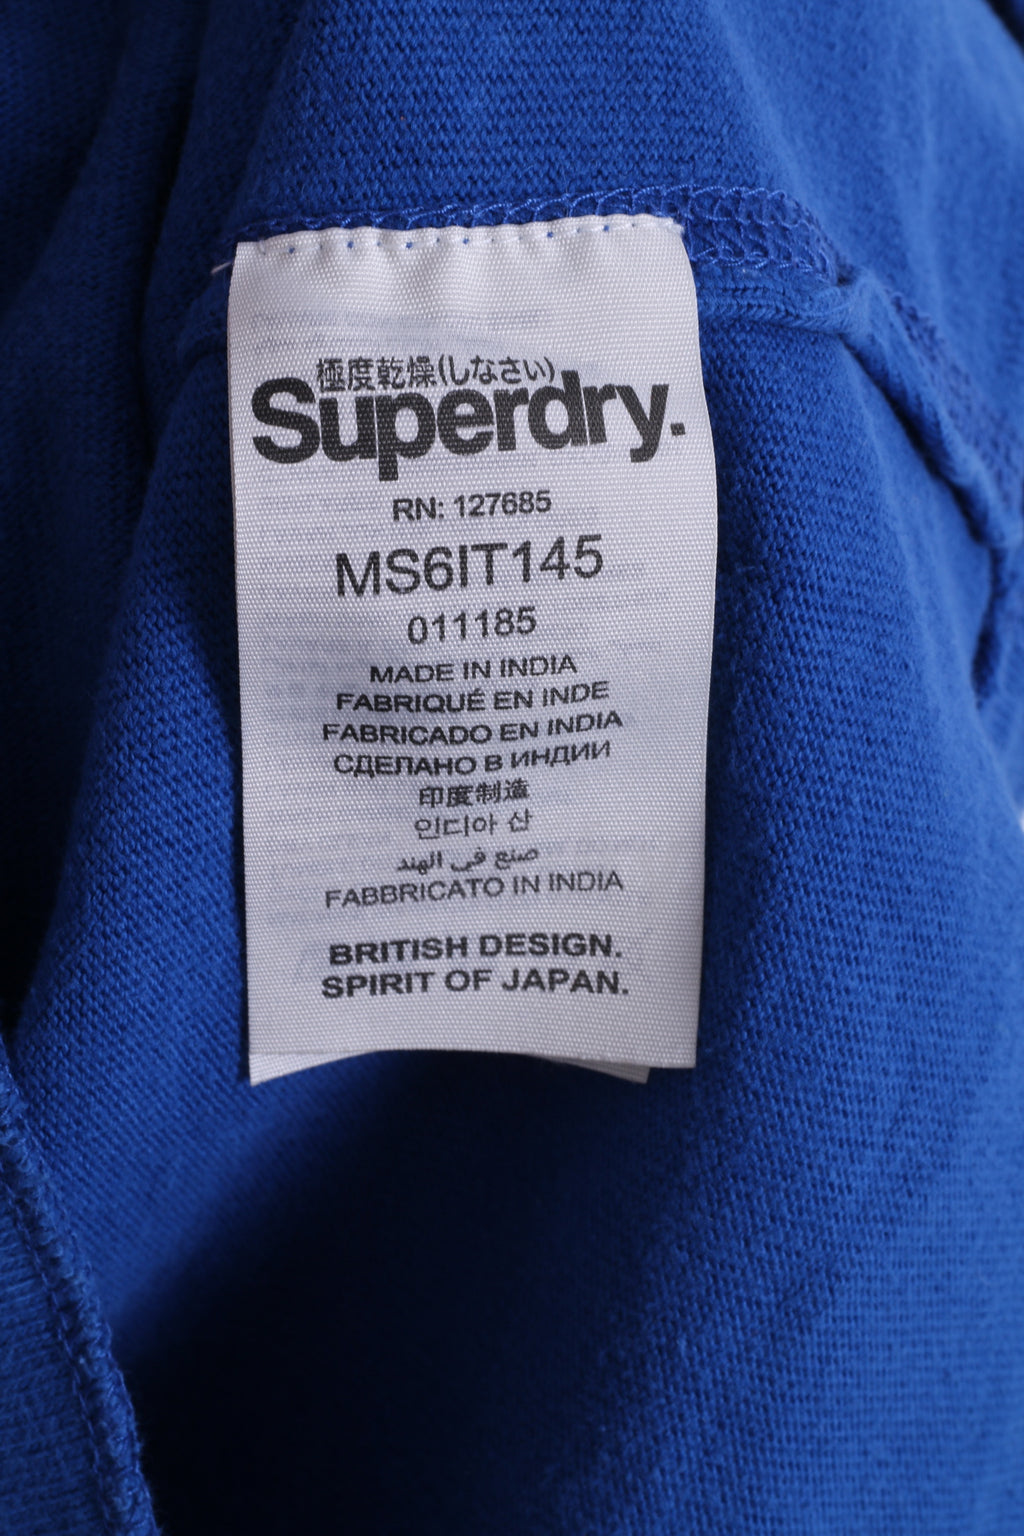 極度乾燥(しなさい)
Superdry.
RN: 127685
MS6IT145
011185
MADE IN INDIA
FABRIQUÉ EN INDE
FABRICADO EN INDIA
СДЕЛАНО В ИНДИИ
印度制造
인디아 산
صنع في الهند
FABBRICATO IN INDIA
BRITISH DESIGN.
SPIRIT OF JAPAN.